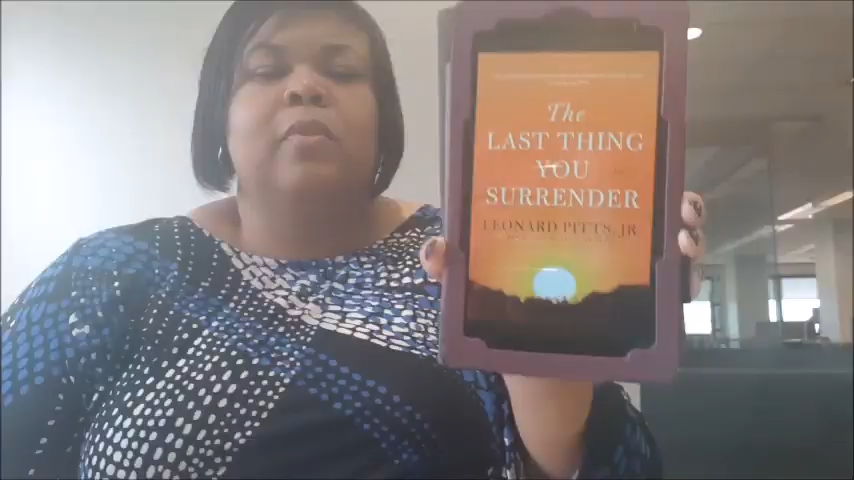 The
LAST THING
YOU
SURRENDER
LEONARD PITTS, JR